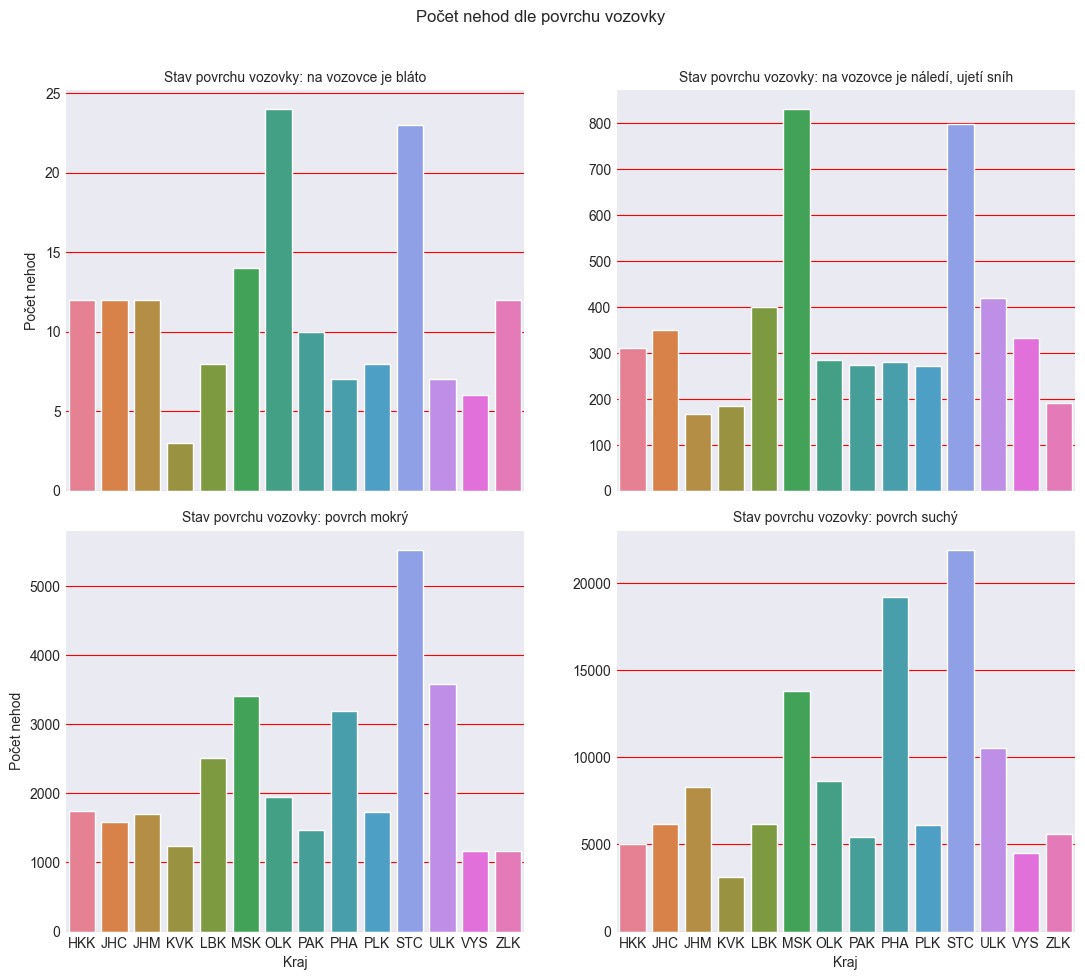 Počet nehod dle povrchu vozovky
Stav povrchu vozovky: na vozovce je bláto
25
20
15
10
5
0
Počet nehod
Stav povrchu vozovky: na vozovce je náledí, ujetí sníh
800
700
600
500
400
300
200
100
0
Stav povrchu vozovky: povrch mokrý
5000
4000
3000
2000
1000
0
Počet nehod
HKK JHC JHM KVK LBK MSK OLK PAK PHA PLK STC ULK VYS ZLK
Kraj
Stav povrchu vozovky: povrch suchý
20000
15000
10000
5000
0
HKK JHC JHM KVK LBK MSK OLK PAK PHA PLK STC ULK VYS ZLK
Kraj